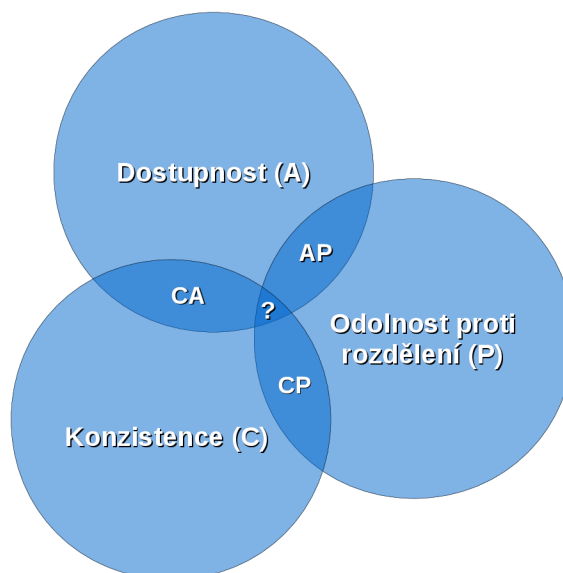 Dostupnost (A)
AP
CA
?
Odolnost proti
rozdělení (P)
CP
Konzistence (C)